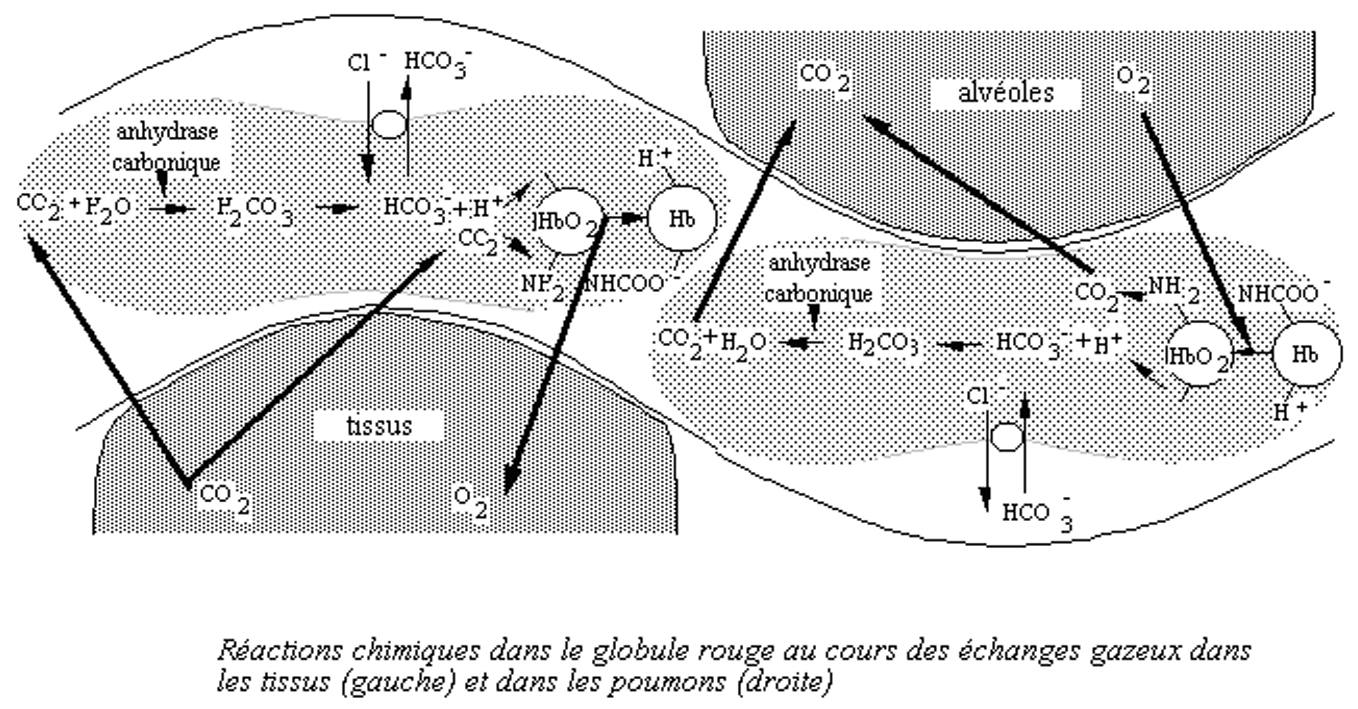 Cl⁻ HCO₃⁻
anhydrase
carbonique
CO₂+H₂O H₂CO₃ HCO₃⁻+H⁺
CO₂
HbO₂
NH₂
H⁺
Hb
NHCOO⁻
tissus
CO₂
O₂
CO₂
alvéoles
O₂
anhydrase
carbonique
CO₂+H₂O H₂CO₃ HCO₃⁻+H⁺
CO₂
NH₂
HbO₂
NHCOO⁻
Hb
H⁺
Cl⁻
HCO₃⁻
Réactions chimiques dans le globule rouge au cours des échanges gazeux dans
les tissus (gauche) et dans les poumons (droite)